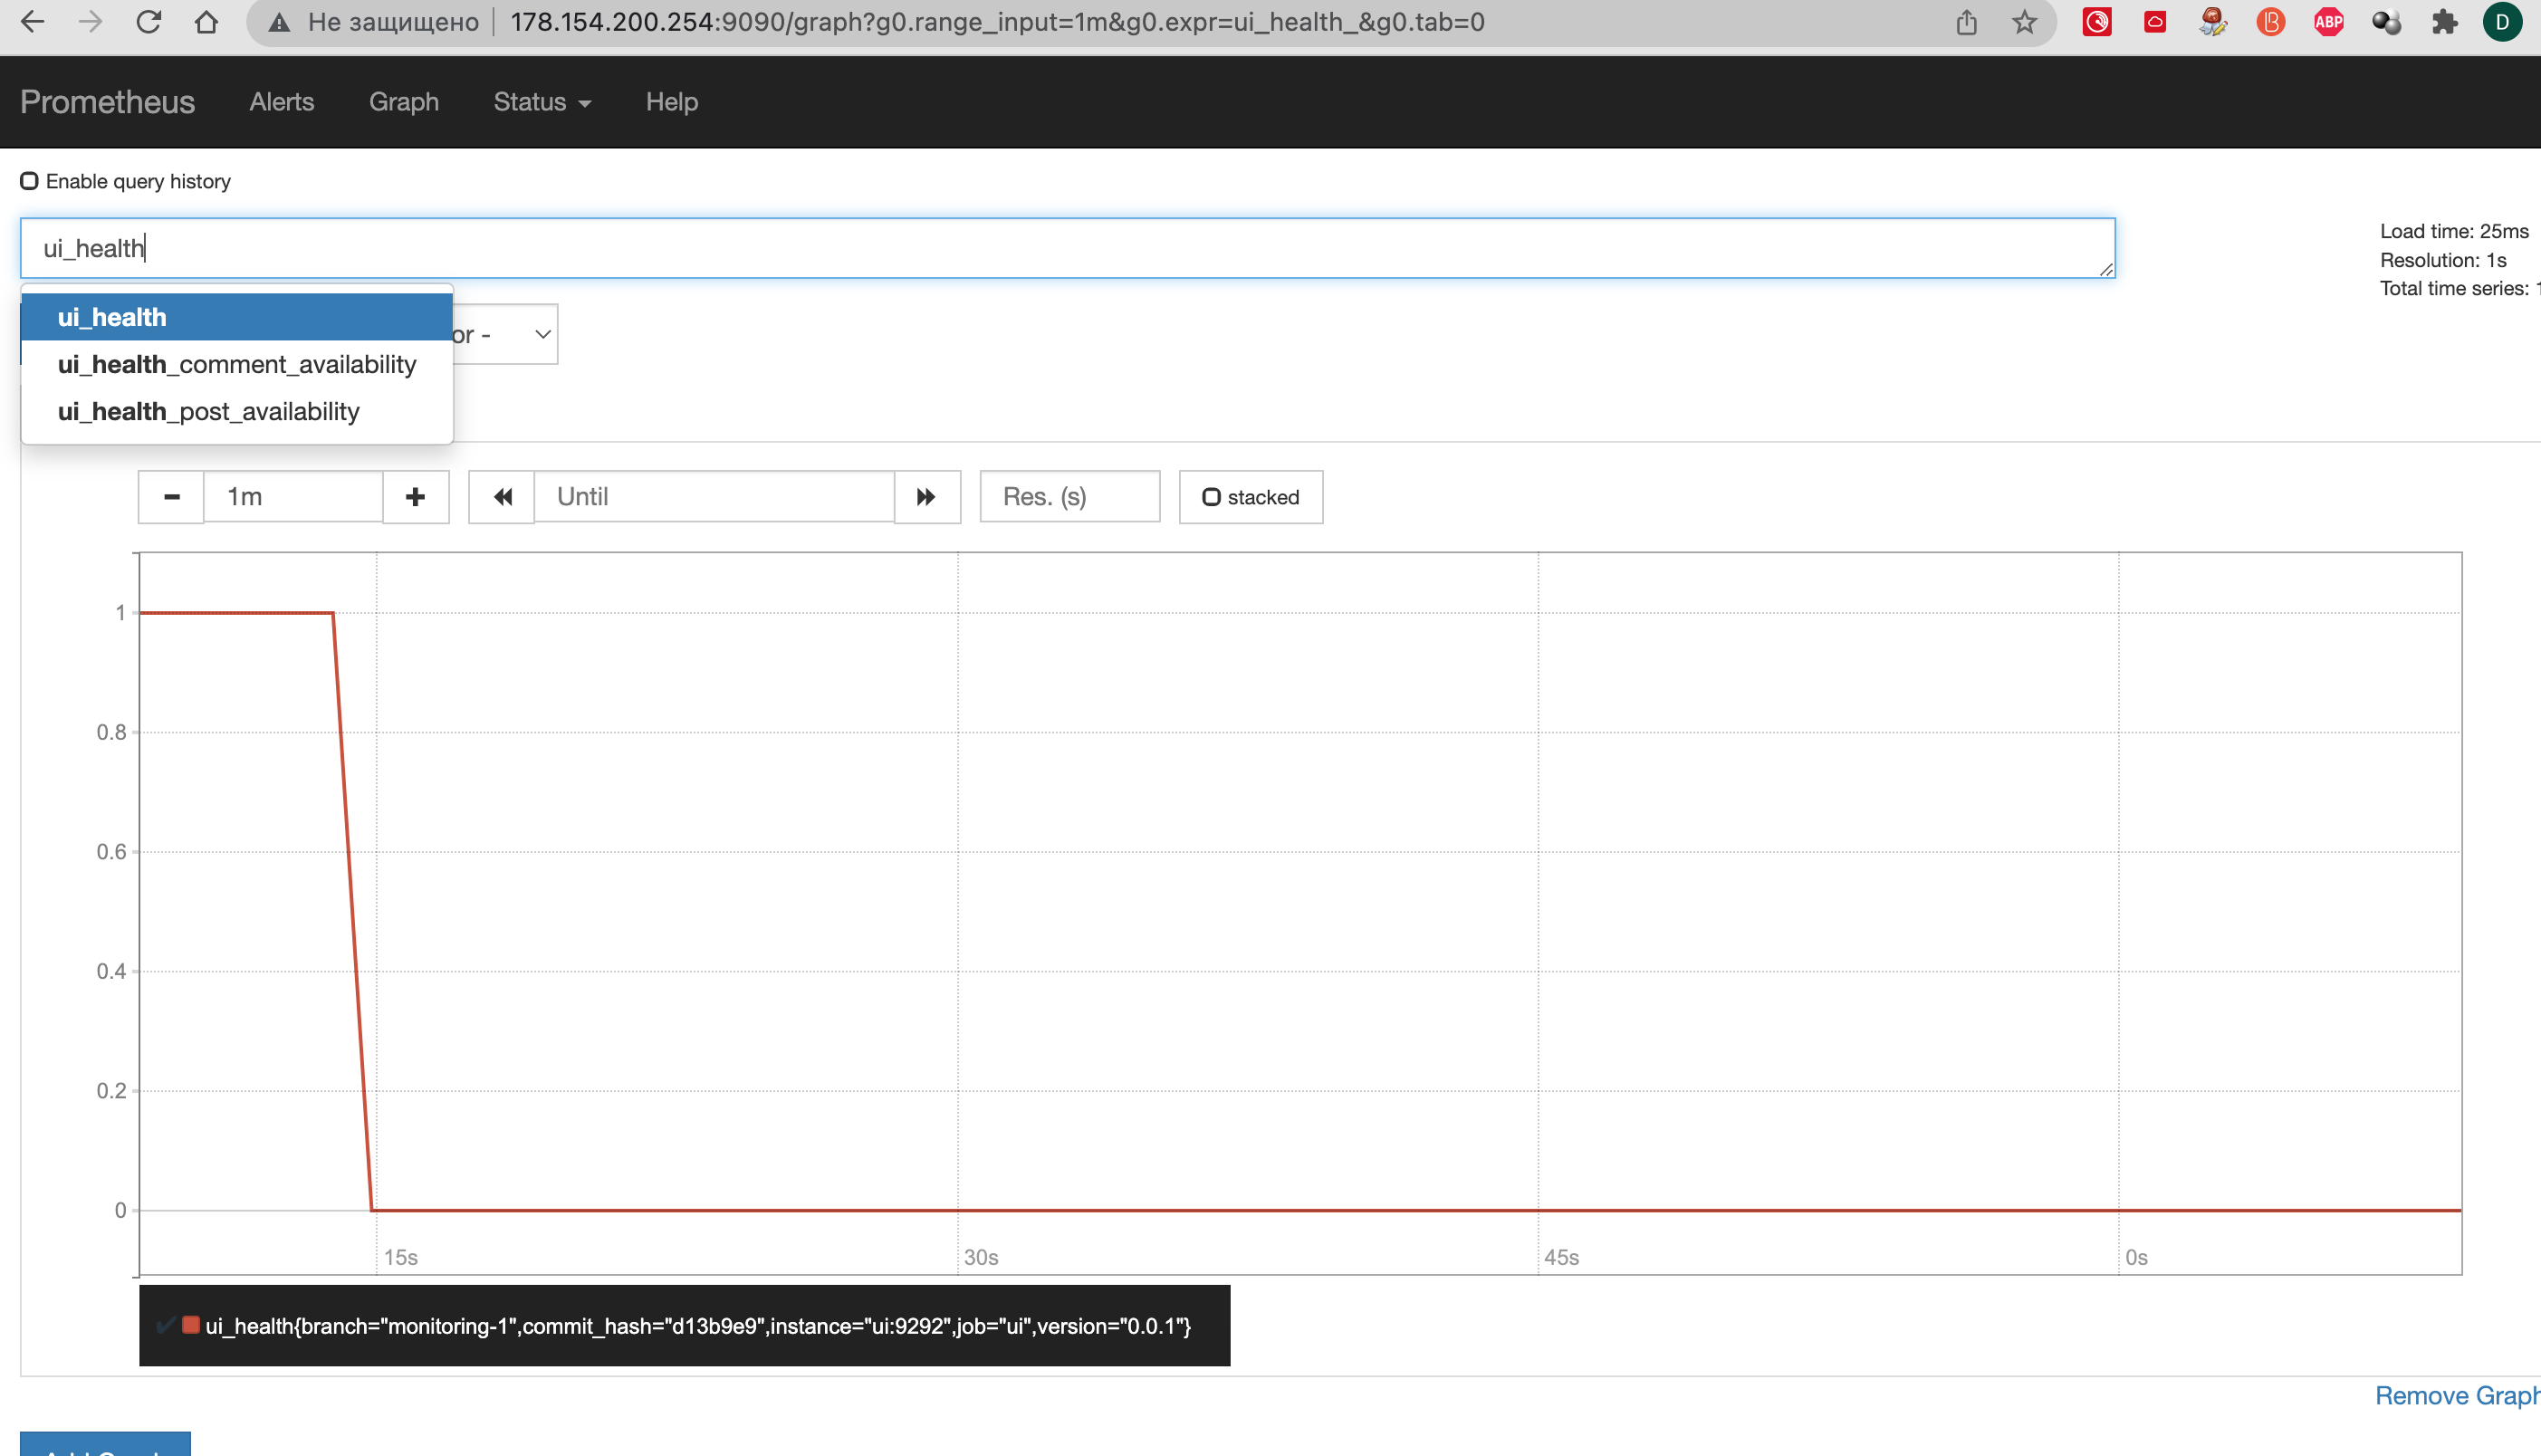 Не защищено 178.154.200.254:9090/graph?g0.range_input=1m&g0.expr=ui_health_&g0.tab=0
ABP
D
Prometheus Alerts Graph Status Help
Enable query history
ui_health
Load time: 25ms
Resolution: 1s
Total time series: 1
ui_health
or -
ui_health_comment_availability
ui_health_post_availability
1m Until Res. (s) stacked
1
0.8
0.6
0.4
0.2
0
15s 30s 45s 0s
ui_health{branch="monitoring-1",commit_hash="d13b9e9",instance="ui:9292",job="ui",version="0.0.1"}
Remove Graph